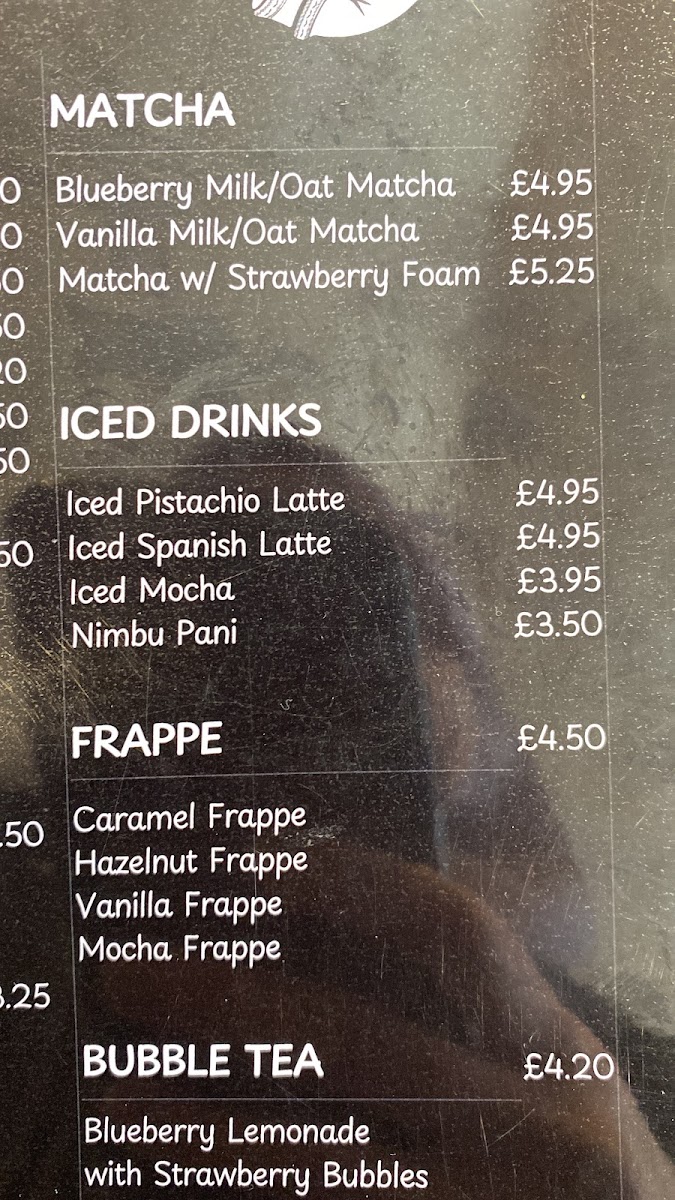 MATCHA
Blueberry Milk/Oat Matcha £4.95
Vanilla Milk/Oat Matcha £4.95
Matcha w/ Strawberry Foam £5.25
ICED DRINKS
Iced Pistachio Latte £4.95
Iced Spanish Latte £4.95
Iced Mocha £3.95
Nimbu Pani £3.50
FRAPPE £4.50
Caramel Frappe
Hazelnut Frappe
Vanilla Frappe
Mocha Frappe
BUBBLE TEA £4.20
Blueberry Lemonade
with Strawberry Bubbles